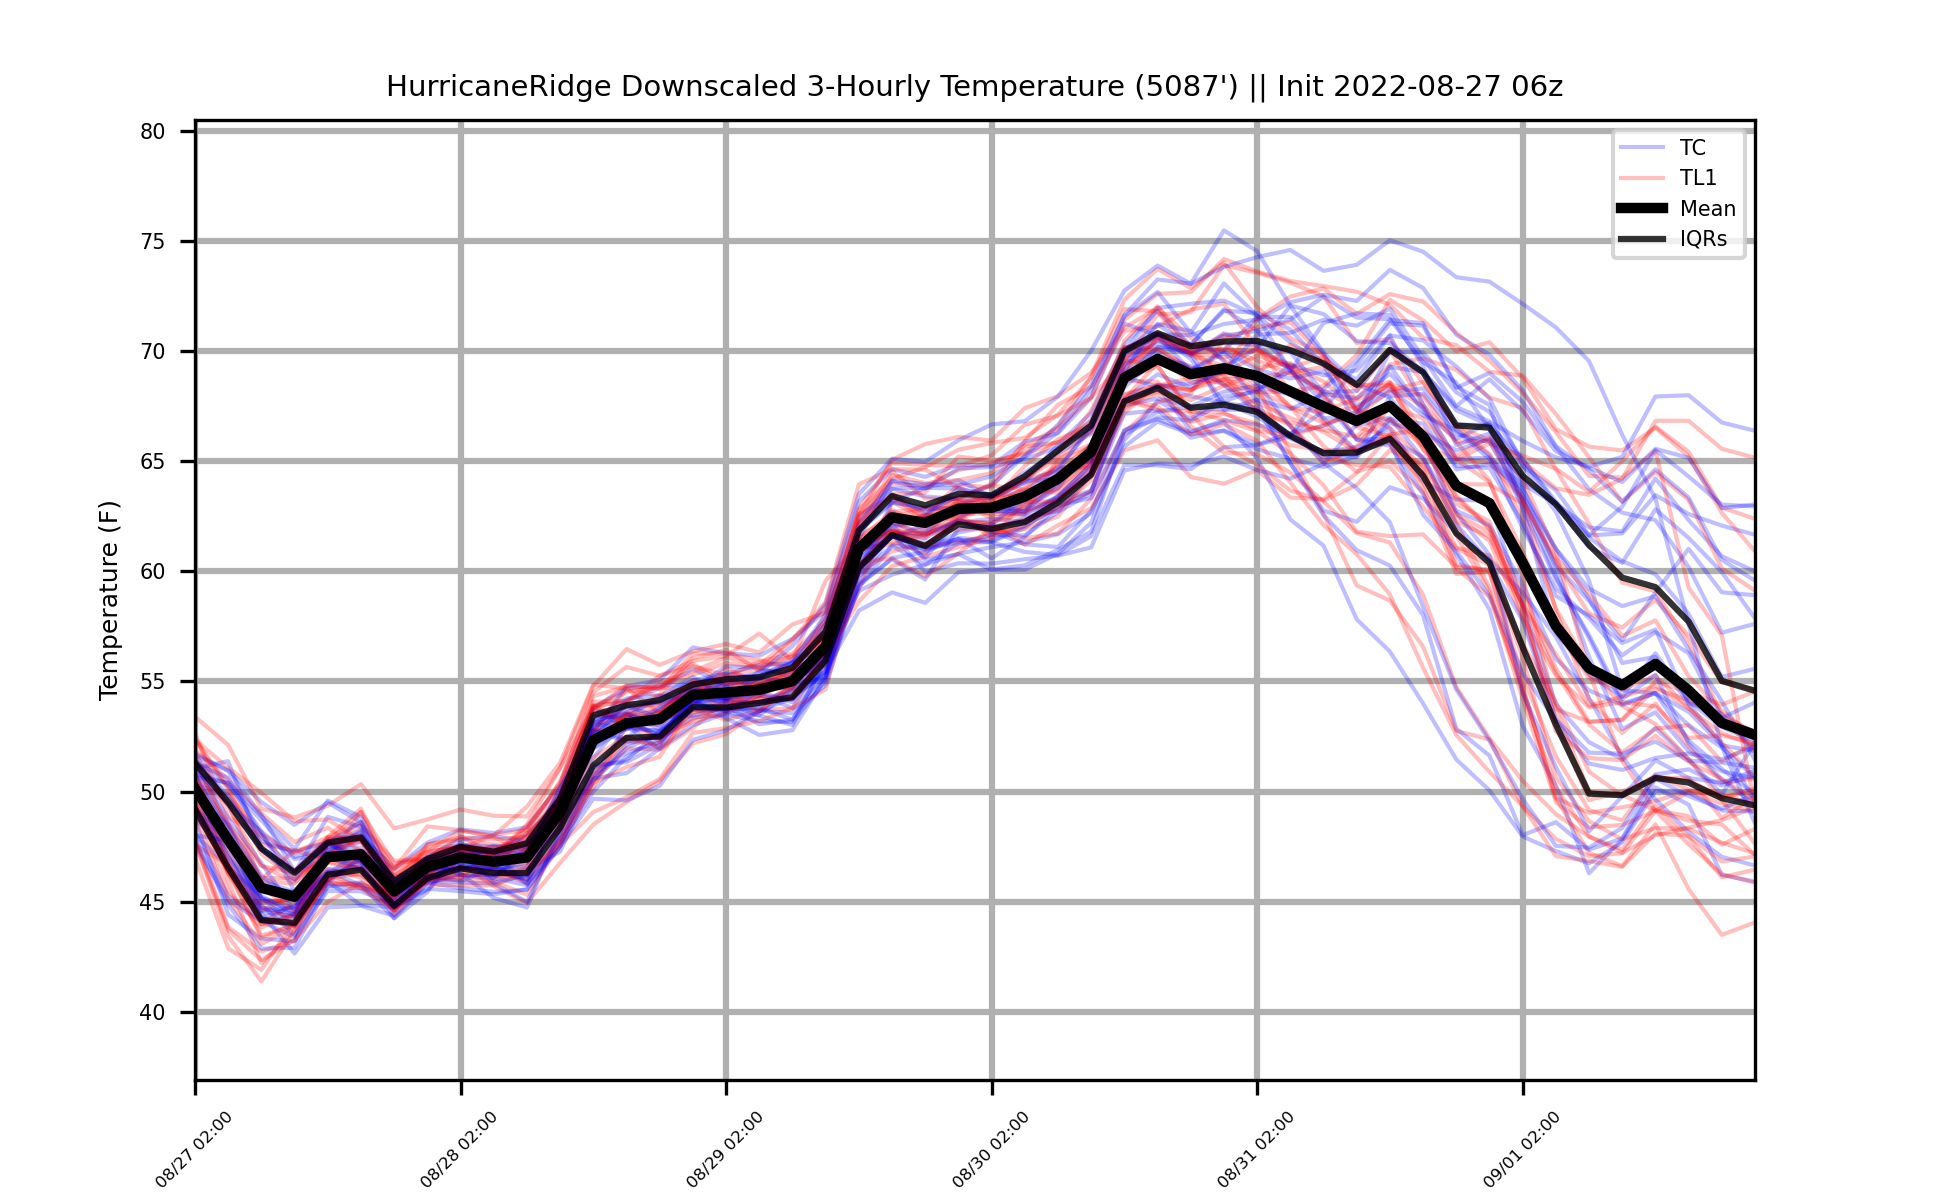 HurricaneRidge Downscaled 3-Hourly Temperature (5087') || Init 2022-08-27 06z
80
75
70
65
60
55
50
45
40
Temperature (F)
TC
TL1
Mean
IQRs
08/27 02:00
08/28 02:00
08/29 02:00
08/30 02:00
08/31 02:00
09/01 02:00